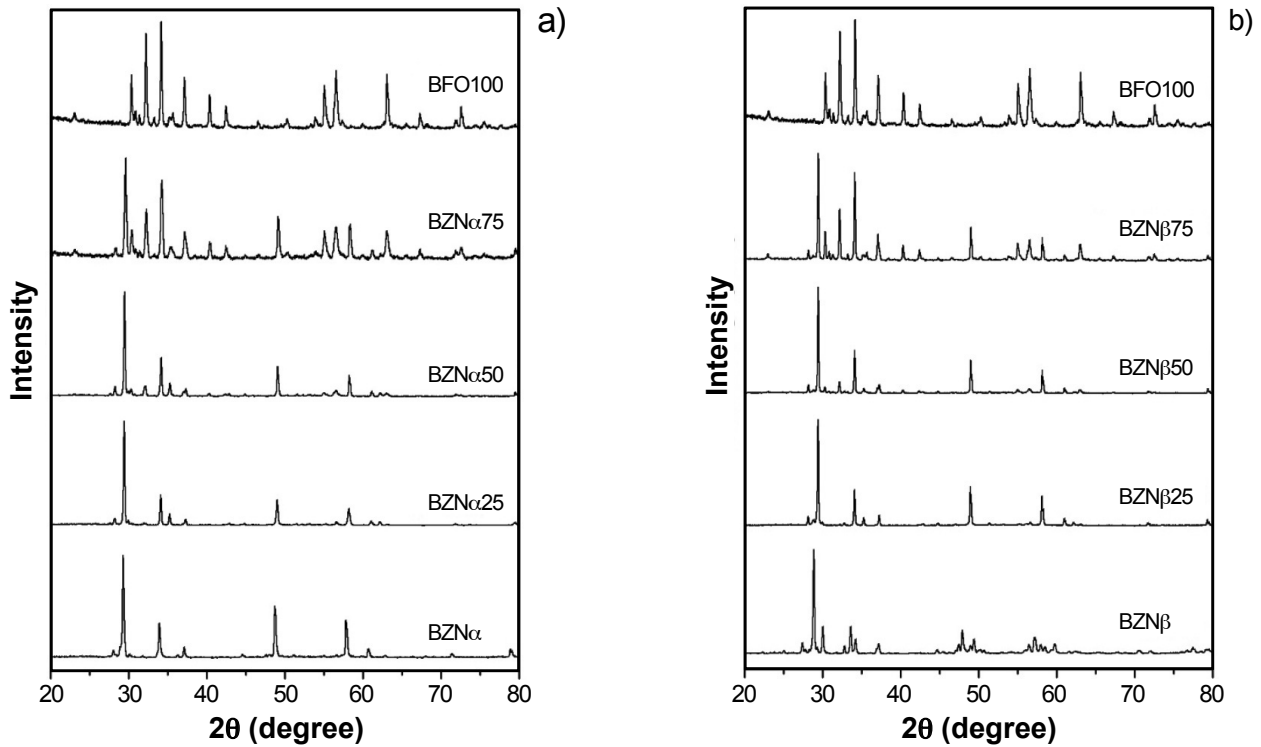 a)
BFO100
BZNα75
BZNα50
BZNα25
BZNα
Intensity
20 30 40 50 60 70 80
2θ (degree)
b)
BFO100
BZNβ75
BZNβ50
BZNβ25
BZNβ
Intensity
20 30 40 50 60 70 80
2θ (degree)